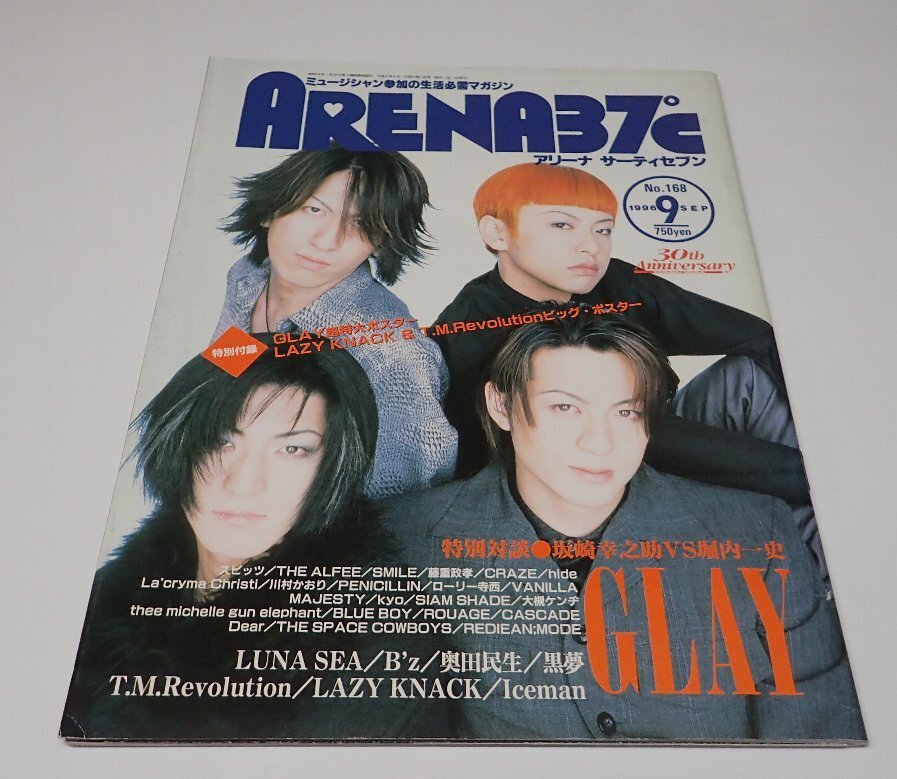 ミュージシャン参加の生活必需マガジン
ARENA37℃
アリーナ サーティセブン
No.168
1996 9 SEP
750yen
30th
Anniversary
特別付録
GLAY超特大ポスター
LAZY KNACK & T.M.Revolutionビッグ・ポスター
特別対談●坂崎幸之助VS堀内一史
スピッツ/THE ALFEE/SMILE/藤重政孝/CRAZE/hide
La'cryma Christi/川村かおり/PENICILLIN/ローリー寺西/VANILLA
MAJESTY/kyo/SIAM SHADE/大槻ケンヂ
thee michelle gun elephant/BLUE BOY/ROUAGE/CASCADE
Dear/THE SPACE COWBOYS/REDIEAN;MODE
GLAY
LUNA SEA/B'z/奥田民生/黒夢
T.M.Revolution/LAZY KNACK/Iceman